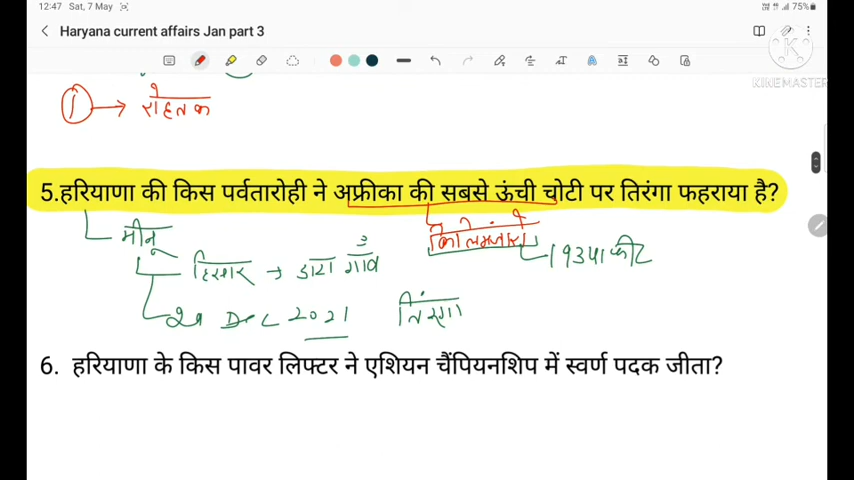 12:47 Sat, 7 May 75%
Haryana current affairs Jan part 3
KINEMASTER
1 → रोहतक
5.हरियाणा की किस पर्वतारोही ने अफ्रीका की सबसे ऊंची चोटी पर तिरंगा फहराया है?
मीनू
किलिमंजारो
19341 फीट
हिसार → डाटा गांव
Dec 2021 तिरंगा
6. हरियाणा के किस पावर लिफ्टर ने एशियन चैंपियनशिप में स्वर्ण पदक जीता?